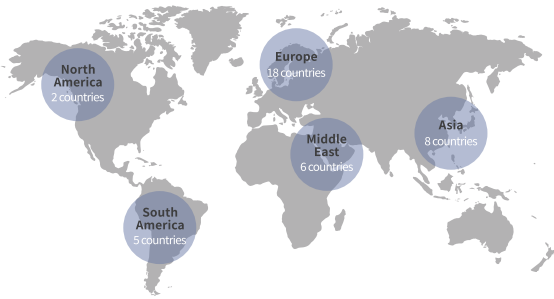 North
America
2 countries
Europe
18 countries
Middle
East
6 countries
Asia
8 countries
South
America
5 countries